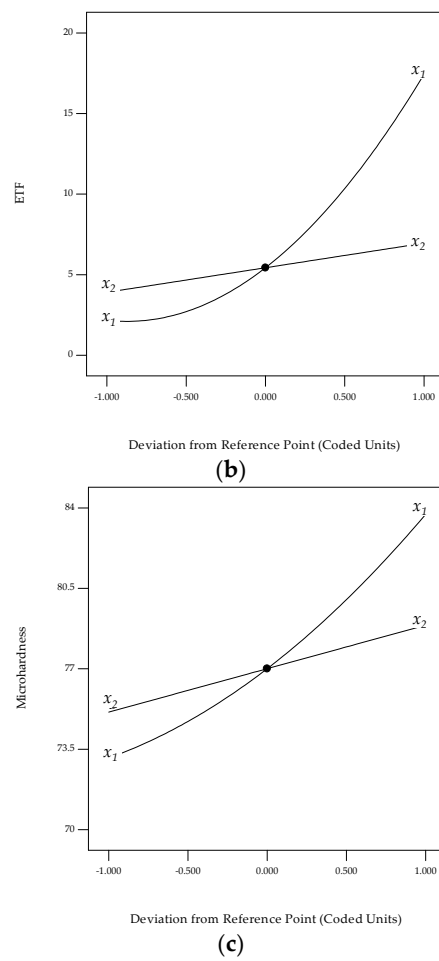 20
x1
15
ETF
10
x2
5
x2
x1
0
-1.000 -0.500 0.000 0.500 1.000
Deviation from Reference Point (Coded Units)
(b)
84
x1
80.5
x2
Microhardness
77
x2
73.5
x1
70
-1.000 -0.500 0.000 0.500 1.000
Deviation from Reference Point (Coded Units)
(c)